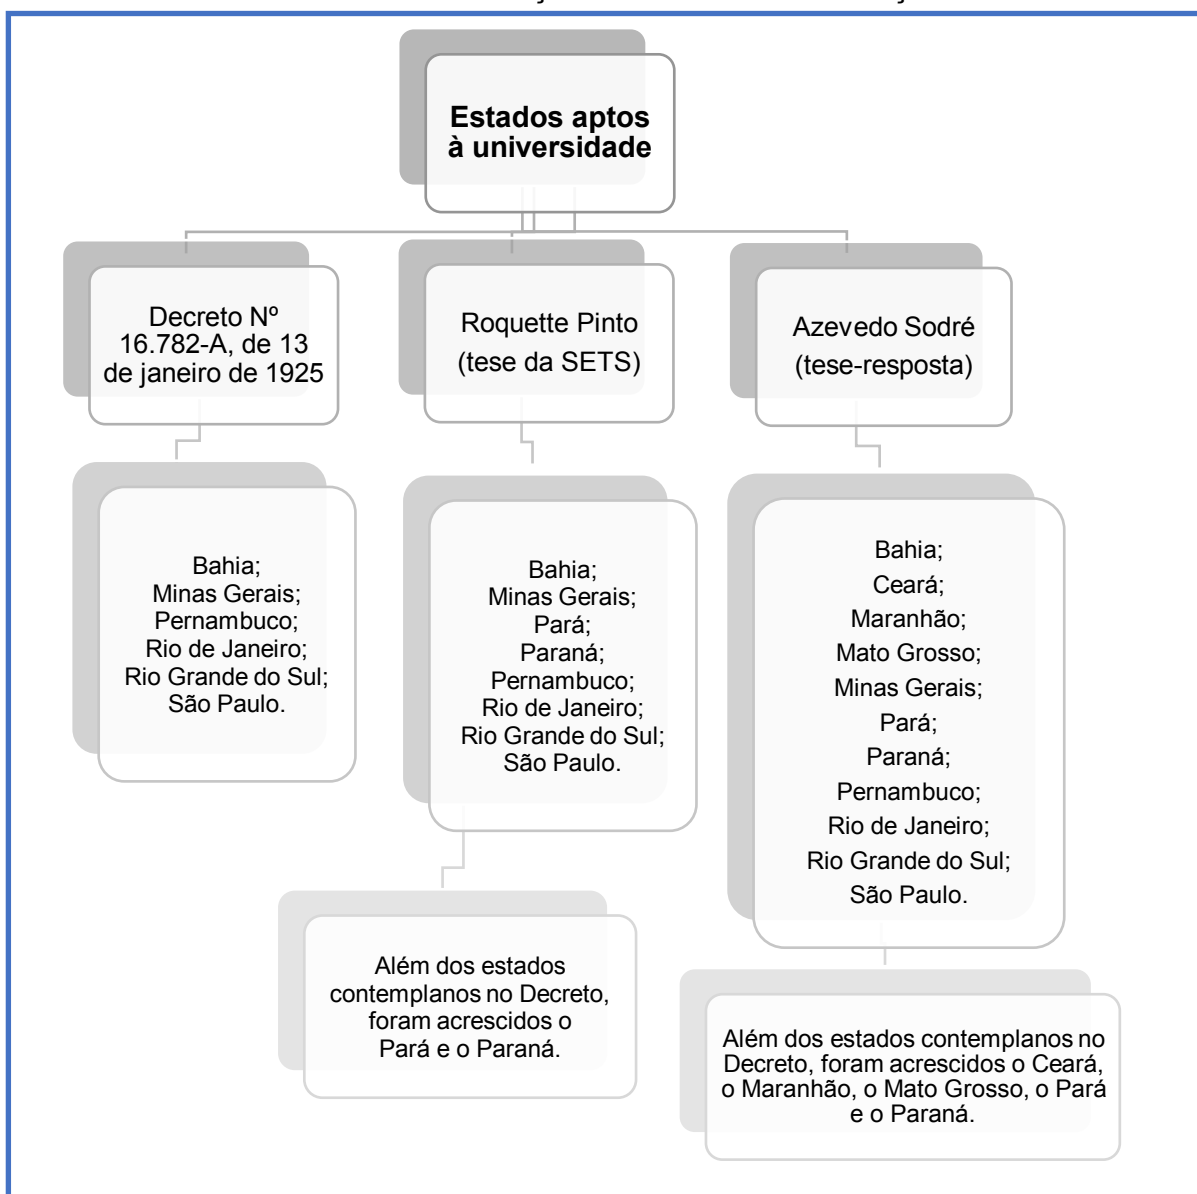 Estados aptos
à universidade
Decreto Nº
16.782-A, de 13
de janeiro de 1925
Roquette Pinto
(tese da SETS)
Azevedo Sodré
(tese-resposta)
Bahia;
Minas Gerais;
Pernambuco;
Rio de Janeiro;
Rio Grande do Sul;
São Paulo.
Bahia;
Minas Gerais;
Pará;
Paraná;
Pernambuco;
Rio de Janeiro;
Rio Grande do Sul;
São Paulo.
Bahia;
Ceará;
Maranhão;
Mato Grosso;
Minas Gerais;
Pará;
Paraná;
Pernambuco;
Rio de Janeiro;
Rio Grande do Sul;
São Paulo.
Além dos estados
contemplanos no Decreto,
foram acrescidos o
Pará e o Paraná.
Além dos estados contemplanos no
Decreto, foram acrescidos o Ceará,
o Maranhão, o Mato Grosso, o Pará
e o Paraná.